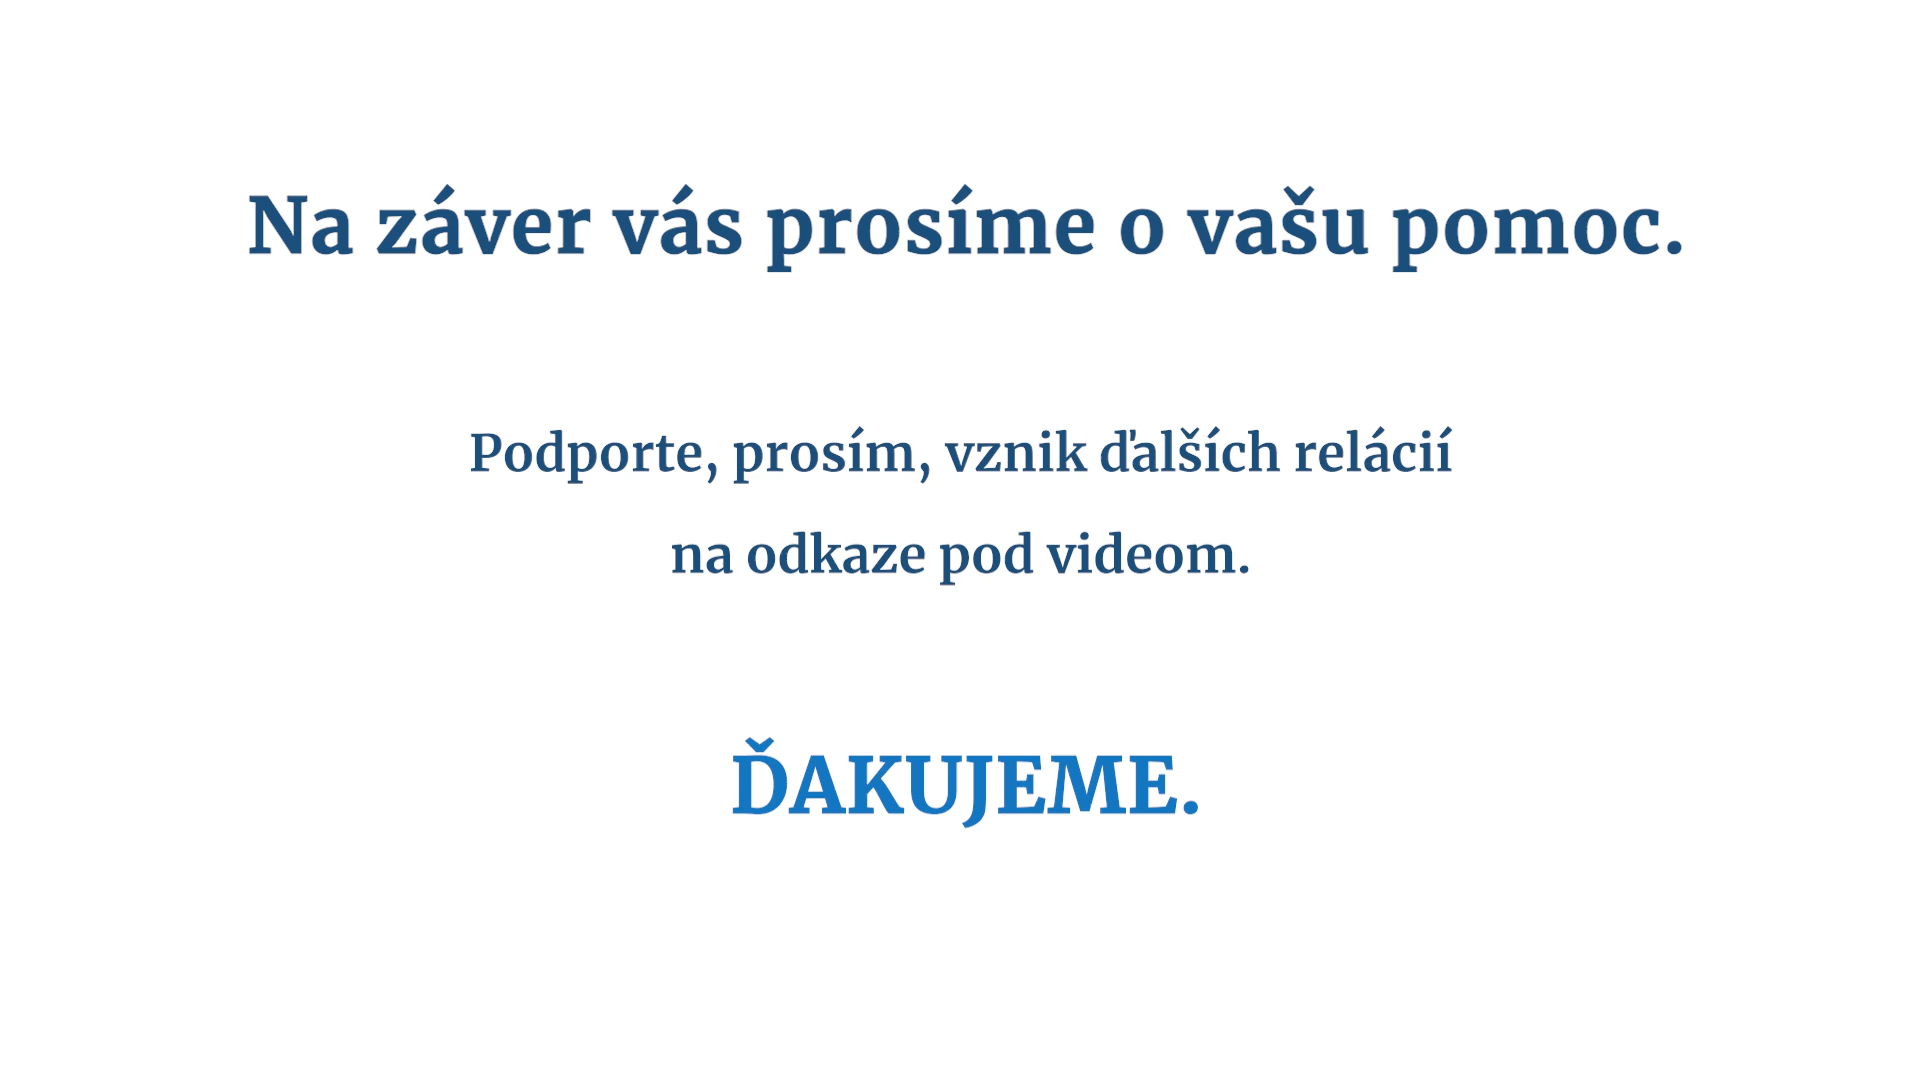 Na záver vás prosíme o vašu pomoc.
Podporte, prosím, vznik ďalších relácií
na odkaze pod videom.
ĎAKUJEME.